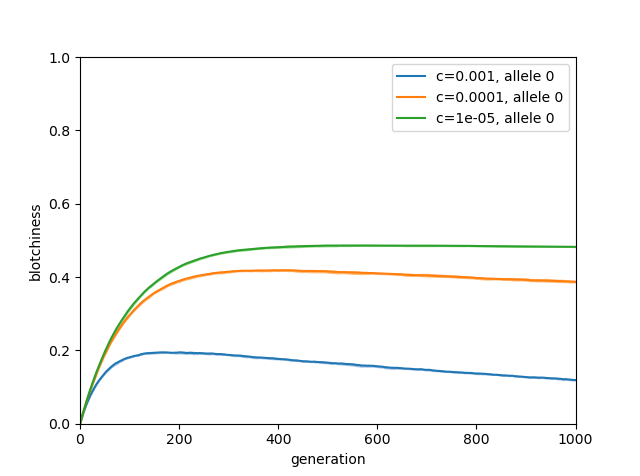 1.0
0.8
0.6
0.4
0.2
0.0
blotchiness
0 200 400 600 800 1000
generation
c=0.001, allele 0
c=0.0001, allele 0
c=1e-05, allele 0